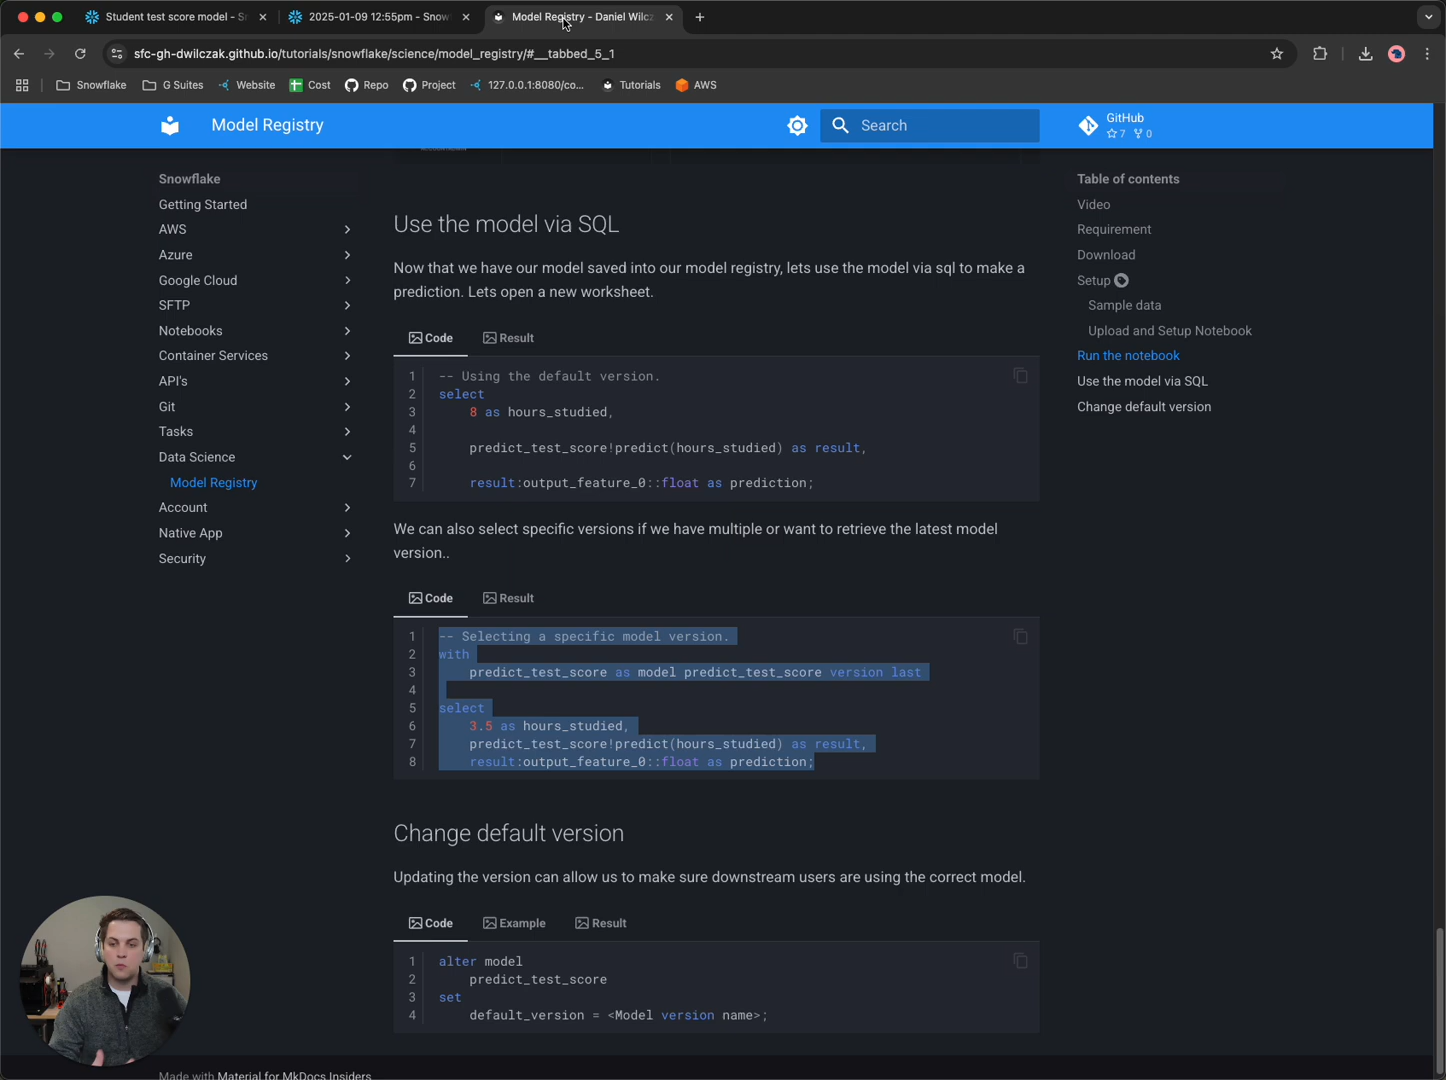 Student test score model - Sn
2025-01-09 12:55pm - Snow
Model Registry - Daniel Wilcz
sfc-gh-dwilczak.github.io/tutorials/snowflake/science/model_registry/#__tabbed_5_1
Snowflake
G Suites
Website
Cost
Repo
Project
127.0.0.1:8080/co...
Tutorials
AWS
Model Registry
Search
GitHub
7 0
Snowflake
Getting Started
AWS
Azure
Google Cloud
SFTP
Notebooks
Container Services
API's
Git
Tasks
Data Science
Model Registry
Account
Native App
Security
Use the model via SQL
Now that we have our model saved into our model registry, lets use the model via sql to make a
prediction. Lets open a new worksheet.
Code Result
1 -- Using the default version.
2 select
3 8 as hours_studied,
4
5 predict_test_score!predict(hours_studied) as result,
6
7 result:output_feature_0::float as prediction;
We can also select specific versions if we have multiple or want to retrieve the latest model
version..
Code Result
1 -- Selecting a specific model version.
2 with
3 predict_test_score as model predict_test_score version last
4
5 select
6 3.5 as hours_studied,
7 predict_test_score!predict(hours_studied) as result,
8 result:output_feature_0::float as prediction;
Change default version
Updating the version can allow us to make sure downstream users are using the correct model.
Code Example Result
1 alter model
2 predict_test_score
3 set
4 default_version = <Model version name>;
Table of contents
Video
Requirement
Download
Setup
Sample data
Upload and Setup Notebook
Run the notebook
Use the model via SQL
Change default version
Made with Material for MkDocs Insiders